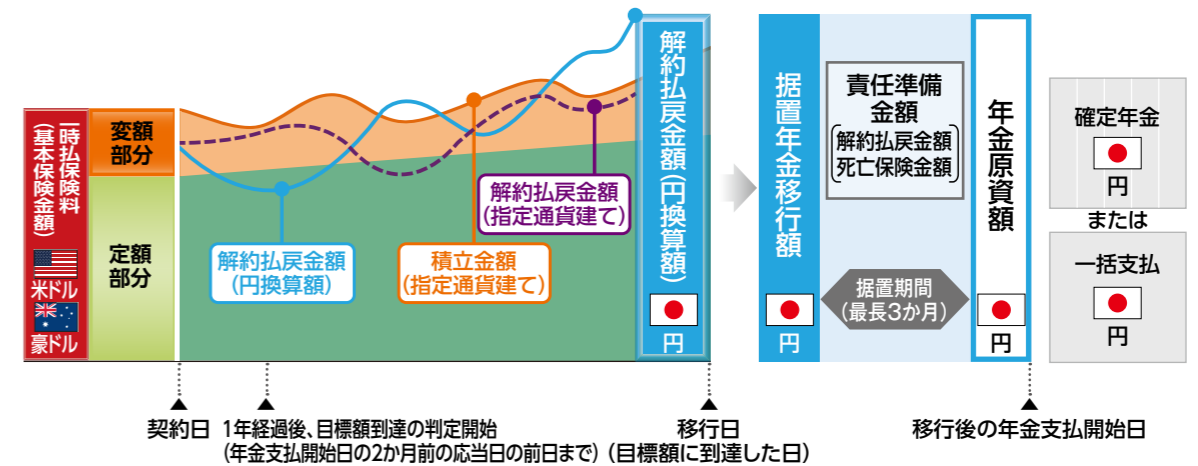 一時払保険料
(基本保険金額)
米ドル
豪ドル
変額
部分
定額
部分
解約払戻金額
(円換算額)
積立金額
(指定通貨建て)
解約払戻金額
(指定通貨建て)
解約払戻金額(円換算額)
円
据置年金移行額
円
責任準備
金額
解約払戻金額
死亡保険金額
据置期間
(最長3か月)
年金原資額
円
確定年金
円
または
一括支払
円
契約日
1年経過後、目標額到達の判定開始
(年金支払開始日の2か月前の応当日の前日まで)
移行日
(目標額に到達した日)
移行後の年金支払開始日